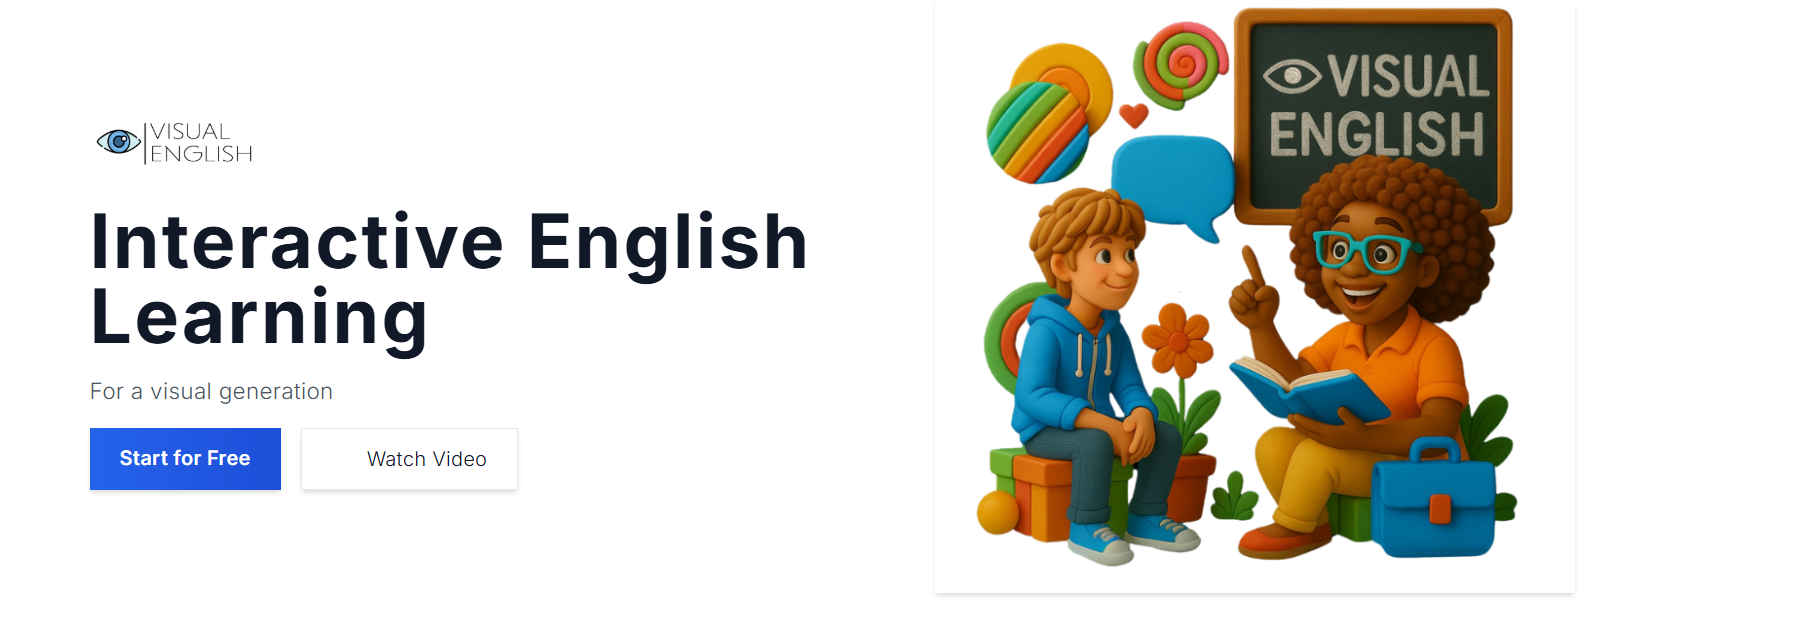 VISUAL
ENGLISH
Interactive English
Learning
For a visual generation
Start for Free
Watch Video
VISUAL
ENGLISH